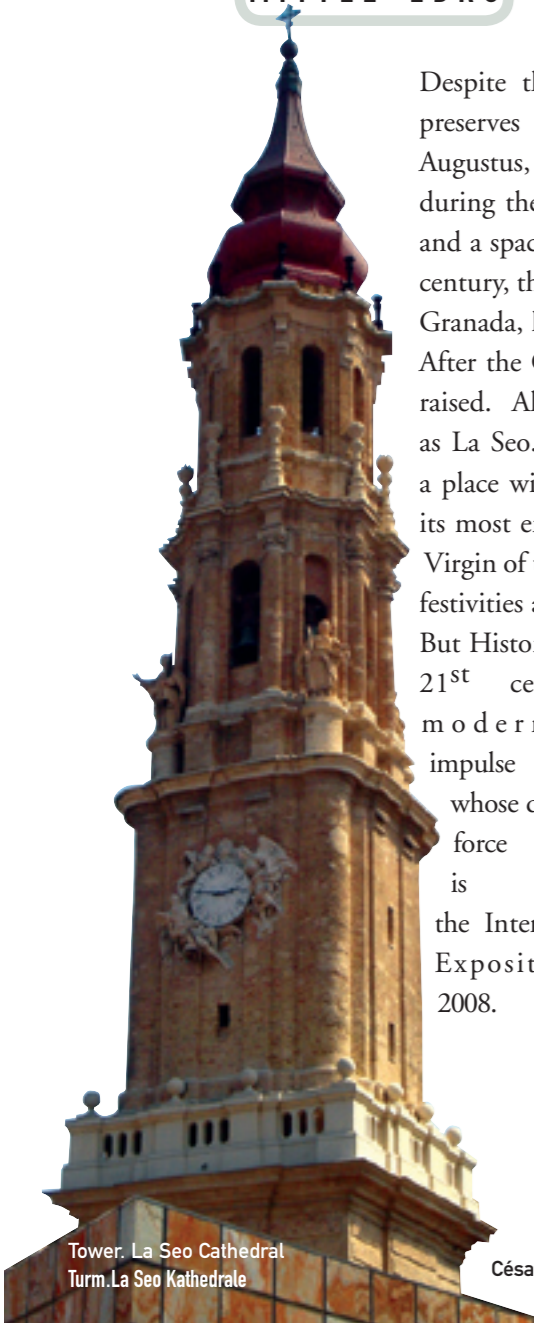 Despite th
preserves
Augustus,
during the
and a spac
century, th
Granada,
After the
raised. Al
as La Seo.
a place wi
its most e
Virgin of
festivities a
But Histo
21st ce
moder
impulse
whose
force
is
the Inter
Exposit
2008.
Tower. La Seo Cathedral
Turm.La Seo Kathedrale
Césa